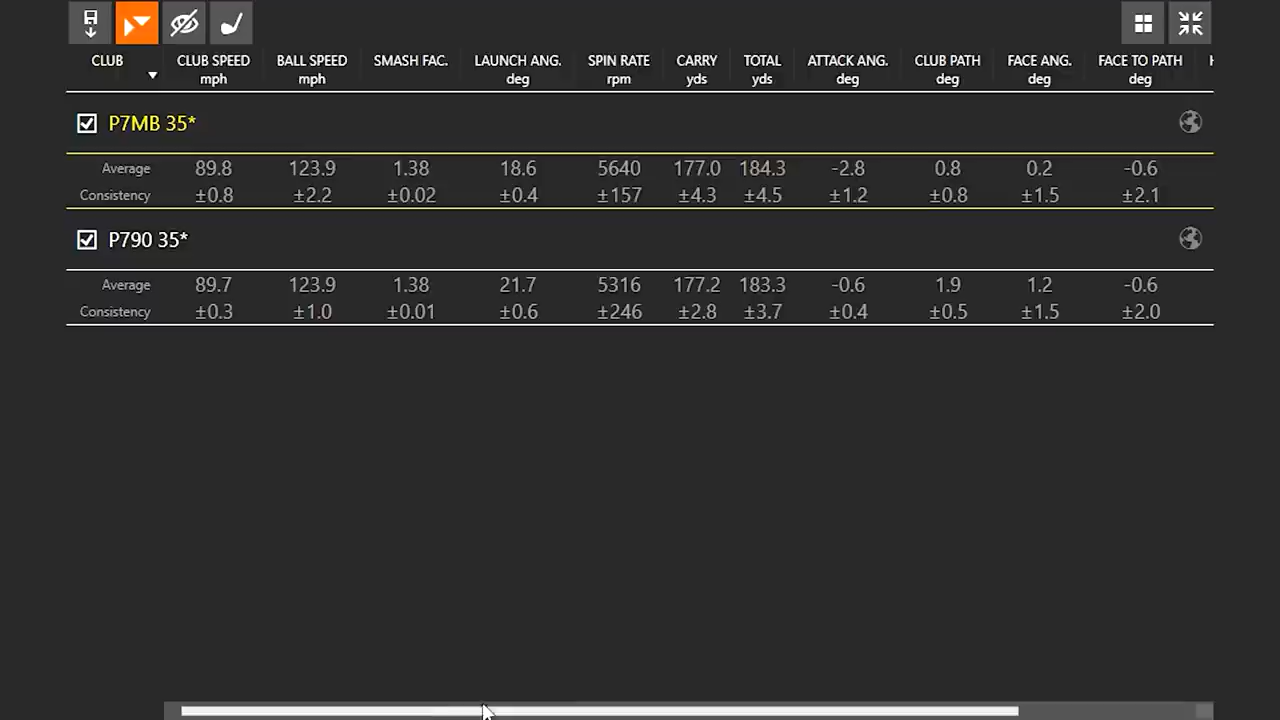 CLUB CLUB SPEED BALL SPEED SMASH FAC. LAUNCH ANG. SPIN RATE CARRY TOTAL ATTACK ANG. CLUB PATH FACE ANG. FACE TO PATH
mph mph deg rpm yds yds deg deg deg deg
P7MB 35*
Average 89.8 123.9 1.38 18.6 5640 177.0 184.3 -2.8 0.8 0.2 -0.6
Consistency ±0.8 ±2.2 ±0.02 ±0.4 ±157 ±4.3 ±4.5 ±1.2 ±0.8 ±1.5 ±2.1
P790 35*
Average 89.7 123.9 1.38 21.7 5316 177.2 183.3 -0.6 1.9 1.2 -0.6
Consistency ±0.3 ±1.0 ±0.01 ±0.6 ±246 ±2.8 ±3.7 ±0.4 ±0.5 ±1.5 ±2.0